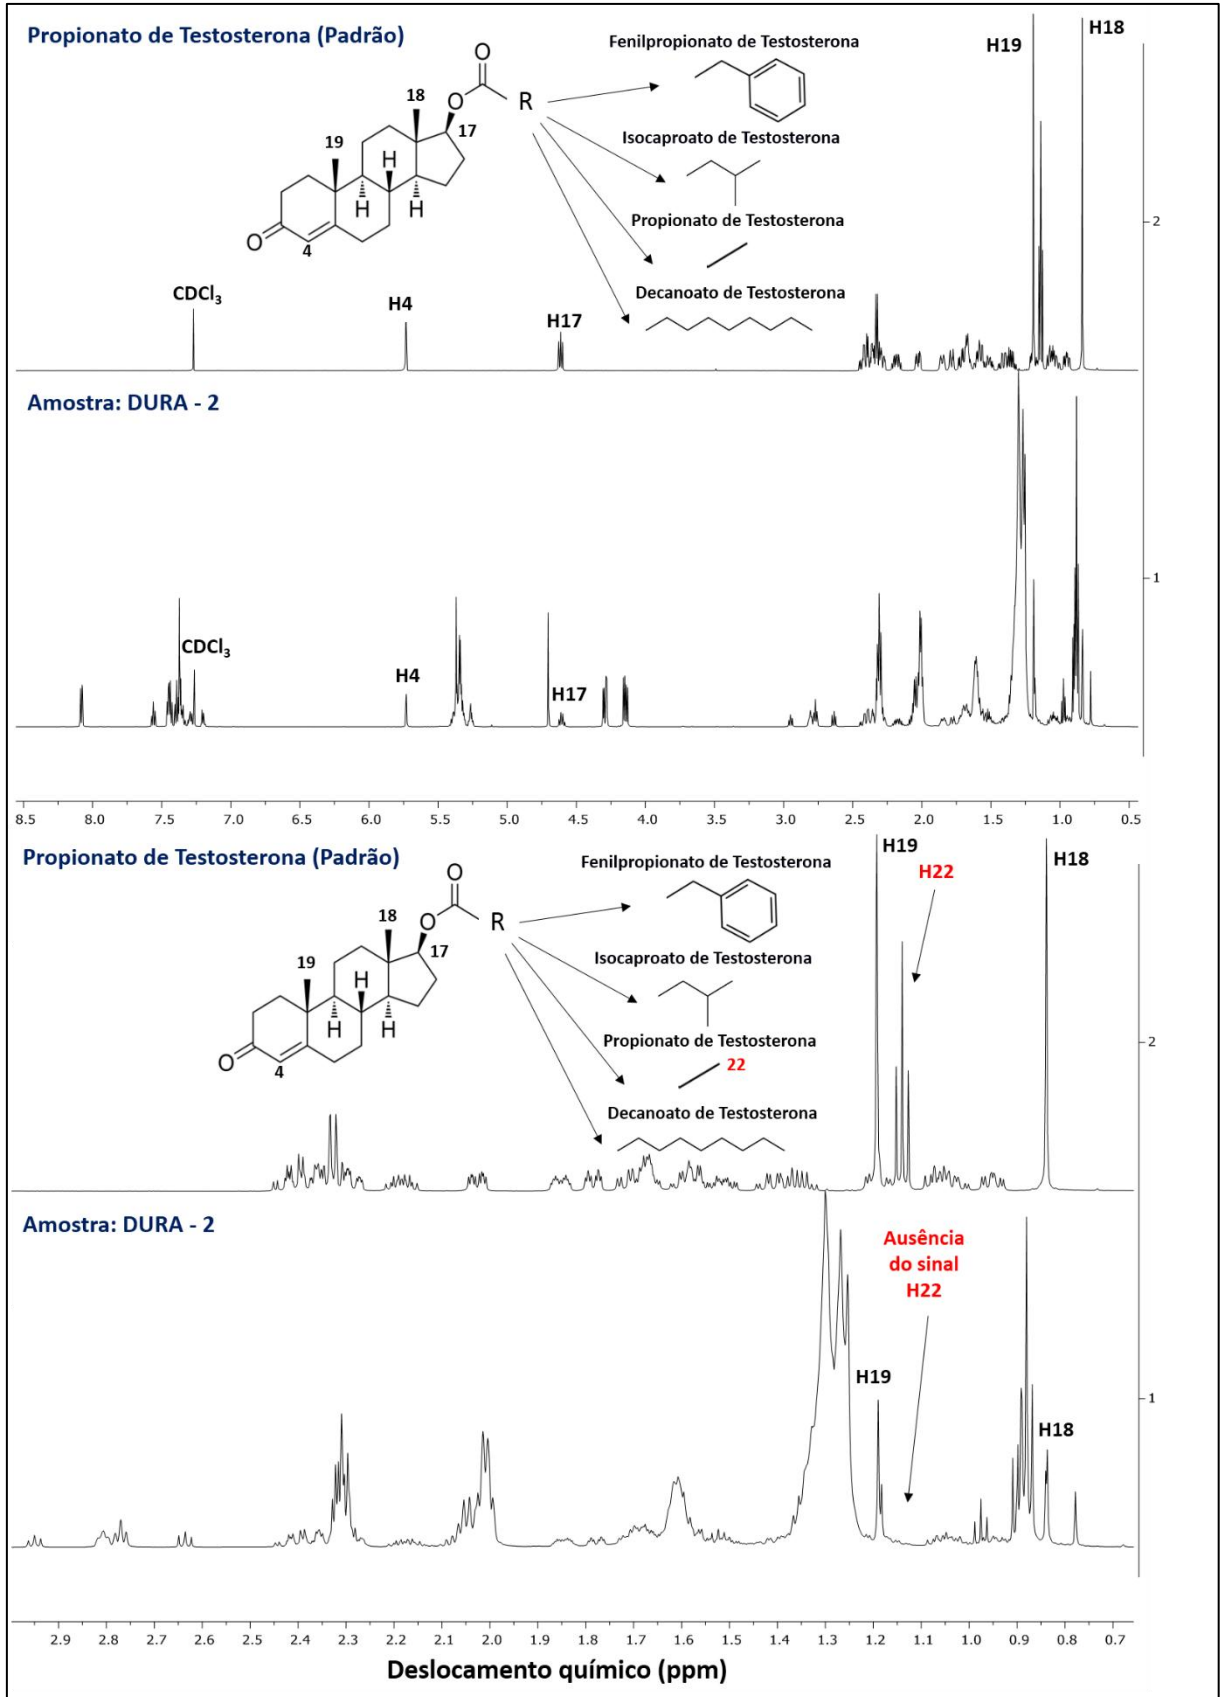 Propionato de Testosterona (Padrão)
Fenilpropionato de Testosterona
H19
H18
O
18
O
R
17
Isocaproato de Testosterona
19
H
H
H
Propionato de Testosterona
2
O
4
Decanoato de Testosterona
CDCl3
H4
H17
Amostra: DURA - 2
1
CDCl3
H4
H17
8.5 8.0 7.5 7.0 6.5 6.0 5.5 5.0 4.5 4.0 3.5 3.0 2.5 2.0 1.5 1.0 0.5
Propionato de Testosterona (Padrão)
Fenilpropionato de Testosterona
H19
H22
H18
O
18
O
R
17
Isocaproato de Testosterona
19
H
H
H
Propionato de Testosterona
22
2
O
4
Decanoato de Testosterona
Amostra: DURA - 2
Ausência
do sinal
H22
H19
1
H18
2.9 2.8 2.7 2.6 2.5 2.4 2.3 2.2 2.1 2.0 1.9 1.8 1.7 1.6 1.5 1.4 1.3 1.2 1.1 1.0 0.9 0.8 0.7
Deslocamento químico (ppm)